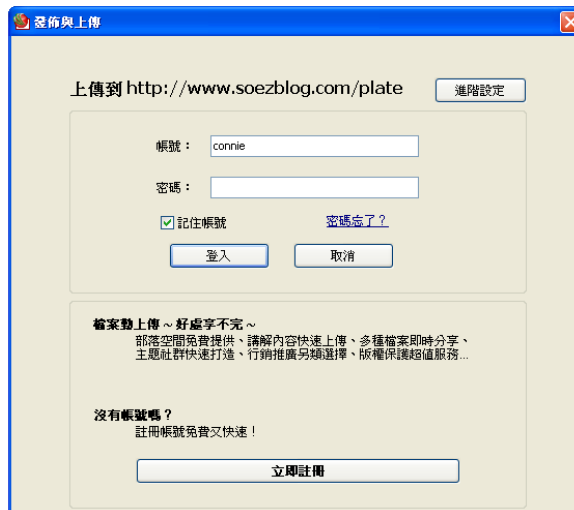 發佈與上傳
上傳到 http://www.soezblog.com/plate
進階設定
帳號：
connie
密碼：
記住帳號
密碼忘了？
登入
取消
檔案勤上傳～好處享不完～
部落空間免費提供、講解內容快速上傳、多種檔案即時分享、
主題社群快速打造、行銷推廣另類選擇、版權保護超值服務...
沒有帳號嗎？
註冊帳號免費又快速！
立即註冊